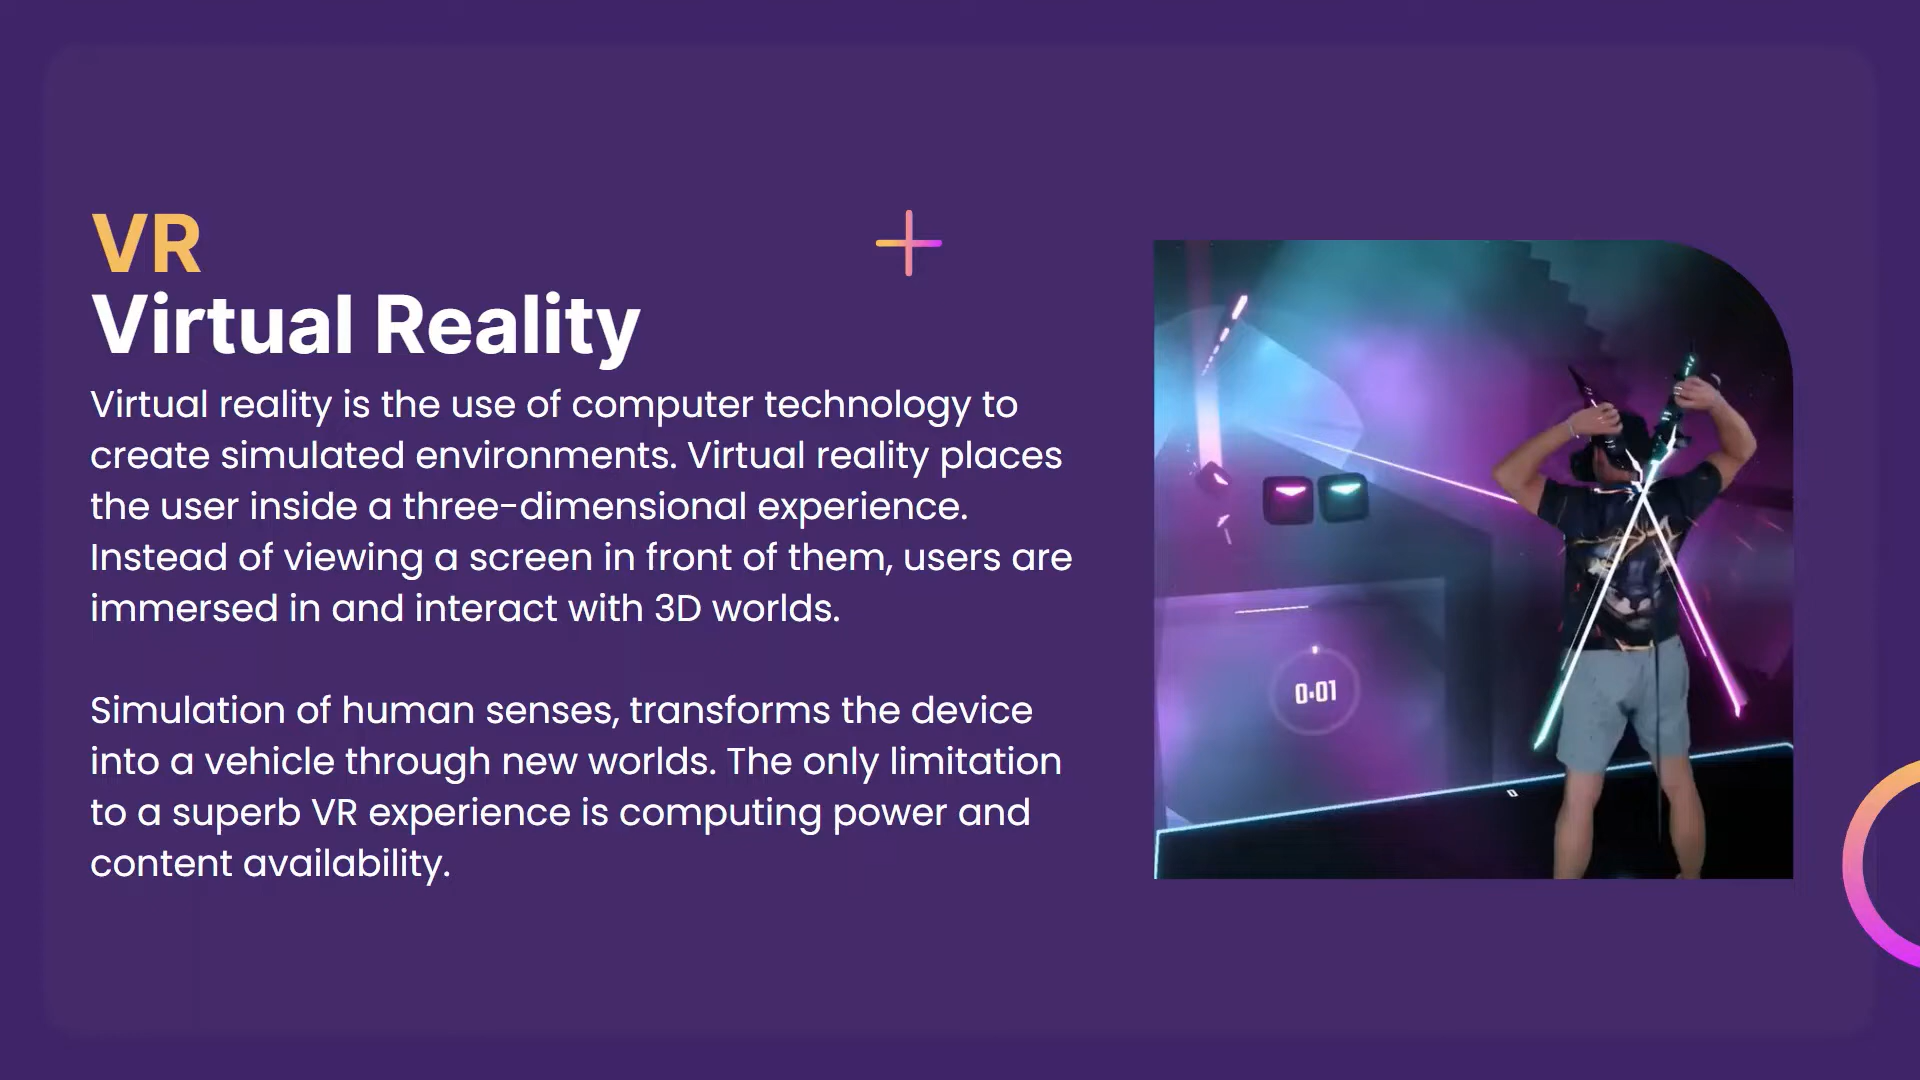 VR
Virtual Reality
Virtual reality is the use of computer technology to
create simulated environments. Virtual reality places
the user inside a three-dimensional experience.
Instead of viewing a screen in front of them, users are
immersed in and interact with 3D worlds.
Simulation of human senses, transforms the device
into a vehicle through new worlds. The only limitation
to a superb VR experience is computing power and
content availability.
0:01